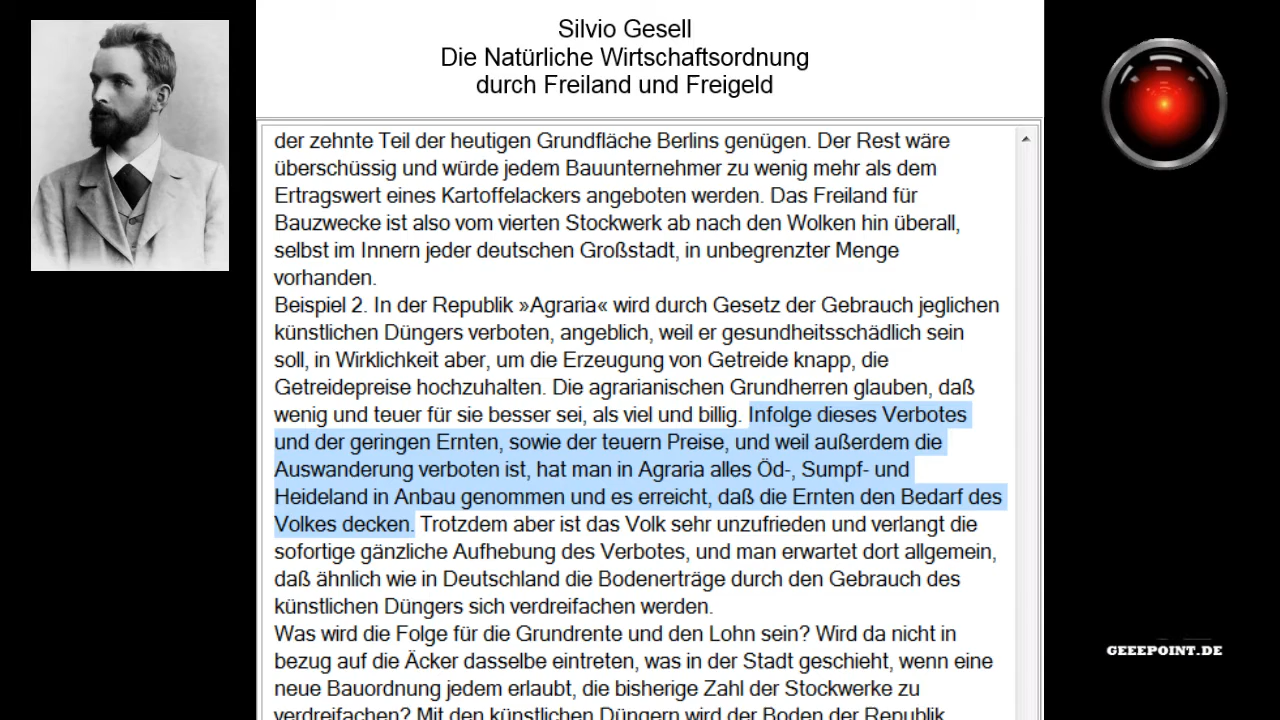 Silvio Gesell
Die Natürliche Wirtschaftsordnung
durch Freiland und Freigeld
der zehnte Teil der heutigen Grundfläche Berlins genügen. Der Rest wäre
überschüssig und würde jedem Bauunternehmer zu wenig mehr als dem
Ertragswert eines Kartoffelackers angeboten werden. Das Freiland für
Bauzwecke ist also vom vierten Stockwerk ab nach den Wolken hin überall,
selbst im Innern jeder deutschen Großstadt, in unbegrenzter Menge
vorhanden.
Beispiel 2. In der Republik »Agraria« wird durch Gesetz der Gebrauch jeglichen
künstlichen Düngers verboten, angeblich, weil er gesundheitsschädlich sein
soll, in Wirklichkeit aber, um die Erzeugung von Getreide knapp, die
Getreidepreise hochzuhalten. Die agrarianischen Grundherren glauben, daß
wenig und teuer für sie besser sei, als viel und billig. Infolge dieses Verbotes
und der geringen Ernten, sowie der teuern Preise, und weil außerdem die
Auswanderung verboten ist, hat man in Agraria alles Öd-, Sumpf- und
Heideland in Anbau genommen und es erreicht, daß die Ernten den Bedarf des
Volkes decken. Trotzdem aber ist das Volk sehr unzufrieden und verlangt die
sofortige gänzliche Aufhebung des Verbotes, und man erwartet dort allgemein,
daß ähnlich wie in Deutschland die Bodenerträge durch den Gebrauch des
künstlichen Düngers sich verdreifachen werden.
Was wird die Folge für die Grundrente und den Lohn sein? Wird da nicht in
bezug auf die Äcker dasselbe eintreten, was in der Stadt geschieht, wenn eine
neue Bauordnung jedem erlaubt, die bisherige Zahl der Stockwerke zu
verdreifachen? Mit den künstlichen Düngern wird der Boden der Republik
GEEEPOINT.DE